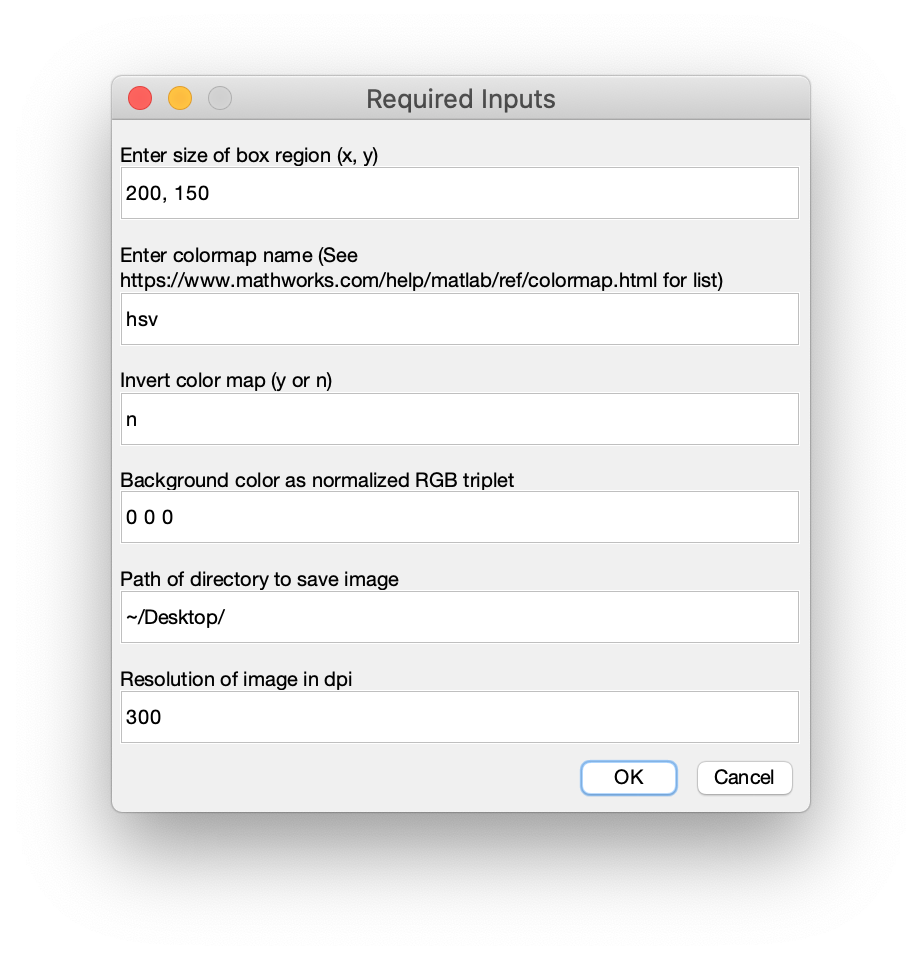 Required Inputs
Enter size of box region (x, y)
200, 150
Enter colormap name (See
https://www.mathworks.com/help/matlab/ref/colormap.html for list)
hsv
Invert color map (y or n)
n
Background color as normalized RGB triplet
0 0 0
Path of directory to save image
~/Desktop/
Resolution of image in dpi
300
OK Cancel